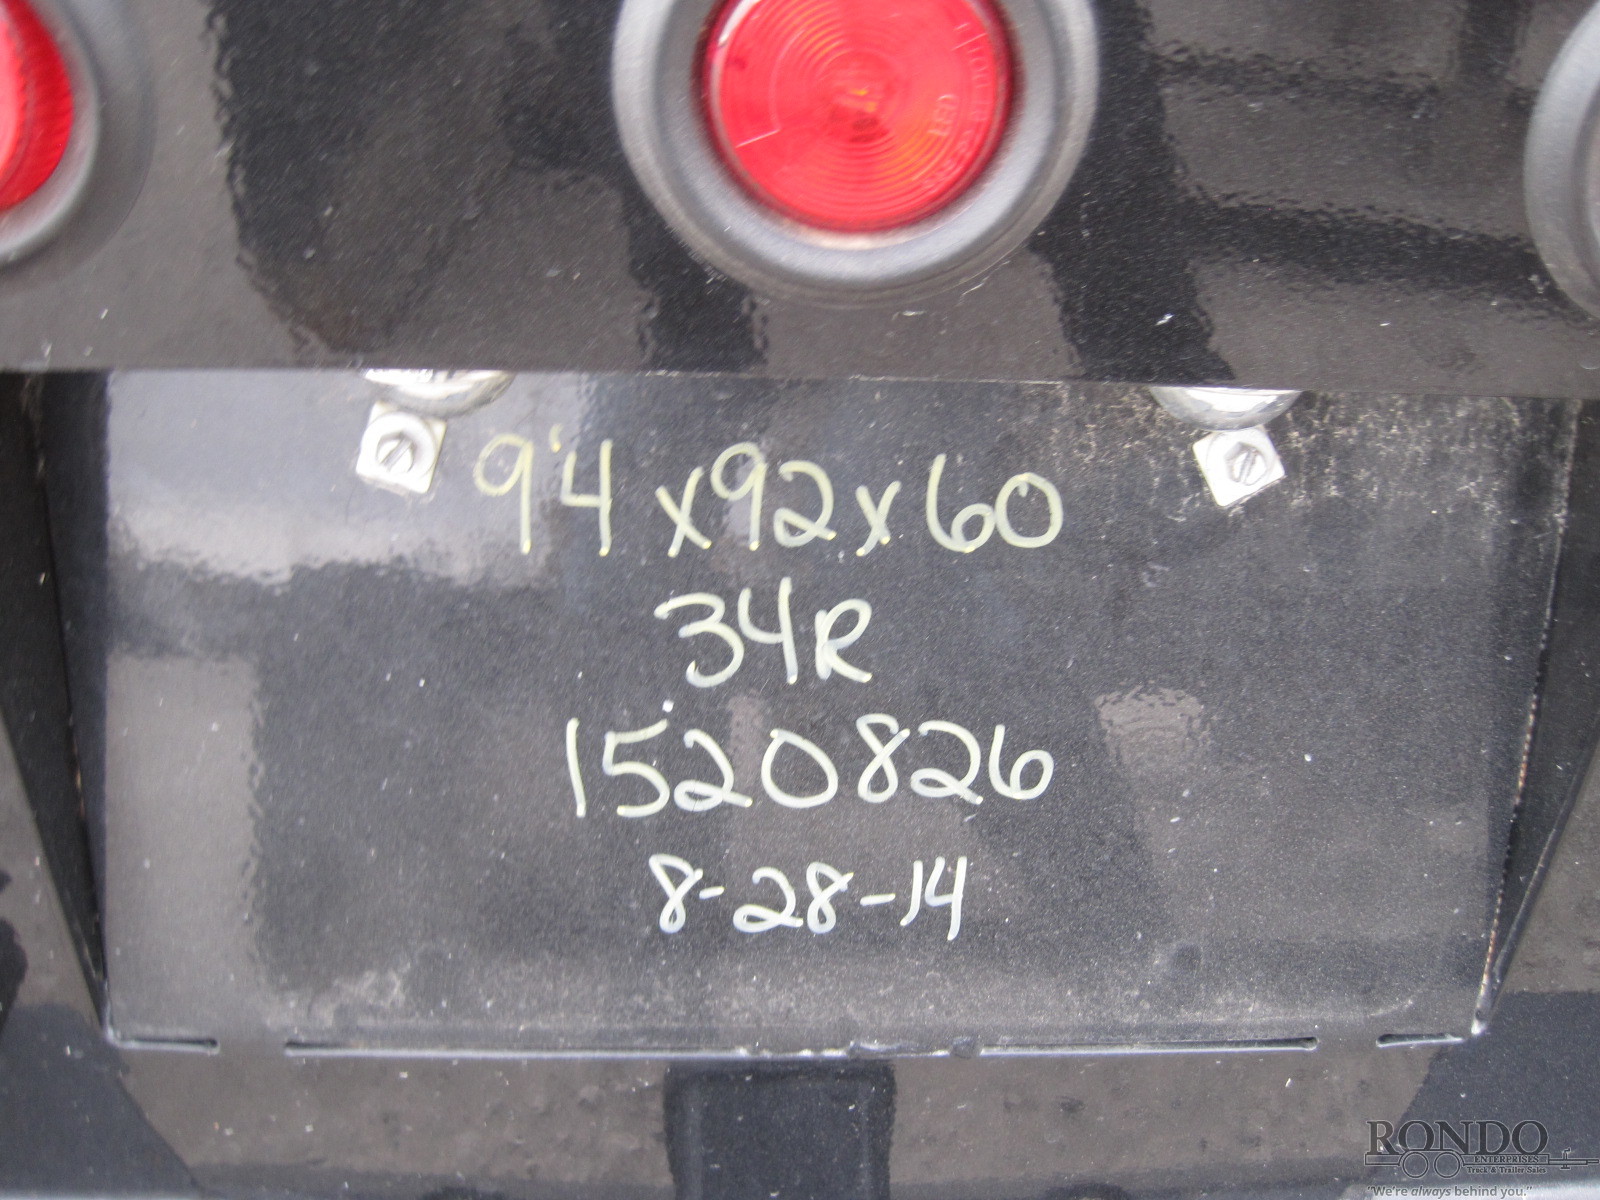 9'4 x92x60
34R
1520826
8-28-14
RONDO
ENTERPRISES
Truck & Trailer Sales
"We're always behind you."